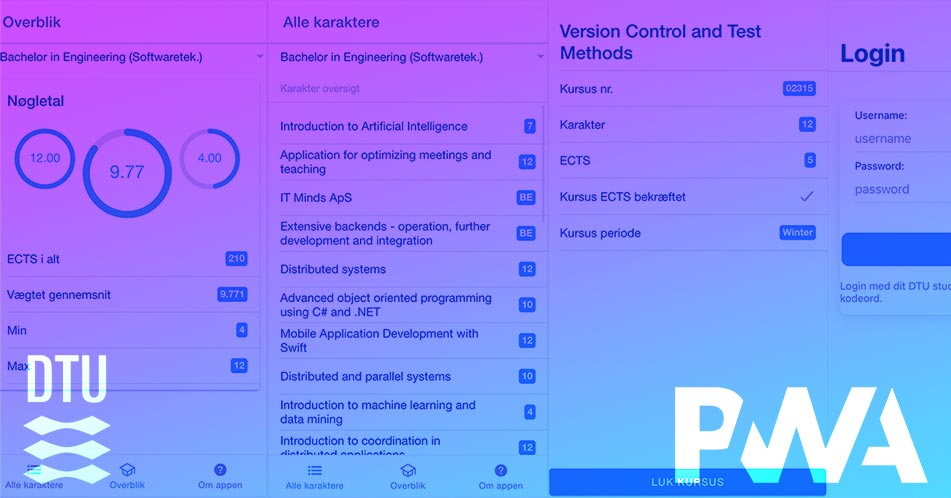 Overblik
Bachelor in Engineering (Softwaretek.)
Nøgletal
12.00
9.77
4.00
ECTS i alt
210
Vægtet gennemsnit
9.771
Min
4
Max
12
DTU
Alle karaktere
Overblik
Om appen
Alle karaktere
Bachelor in Engineering (Softwaretek.)
Karakter oversigt
Introduction to Artificial Intelligence
7
Application for optimizing meetings and
teaching
12
IT Minds ApS
BE
Extensive backends - operation, further
development and integration
BE
Distributed systems
12
Advanced object oriented programming
using C# and .NET
10
Mobile Application Development with
Swift
12
Distributed and parallel systems
10
Introduction to machine learning and
data mining
4
Introduction to coordination in
distributed applications
12
Alle karaktere
Overblik
Om appen
Version Control and Test
Methods
Kursus nr.
02315
Karakter
12
ECTS
5
Kursus ECTS bekræftet
Kursus periode
Winter
LUK KURSUS
Login
Username:
username
Password:
password
Login med dit DTU stud
kodeord.
PWA